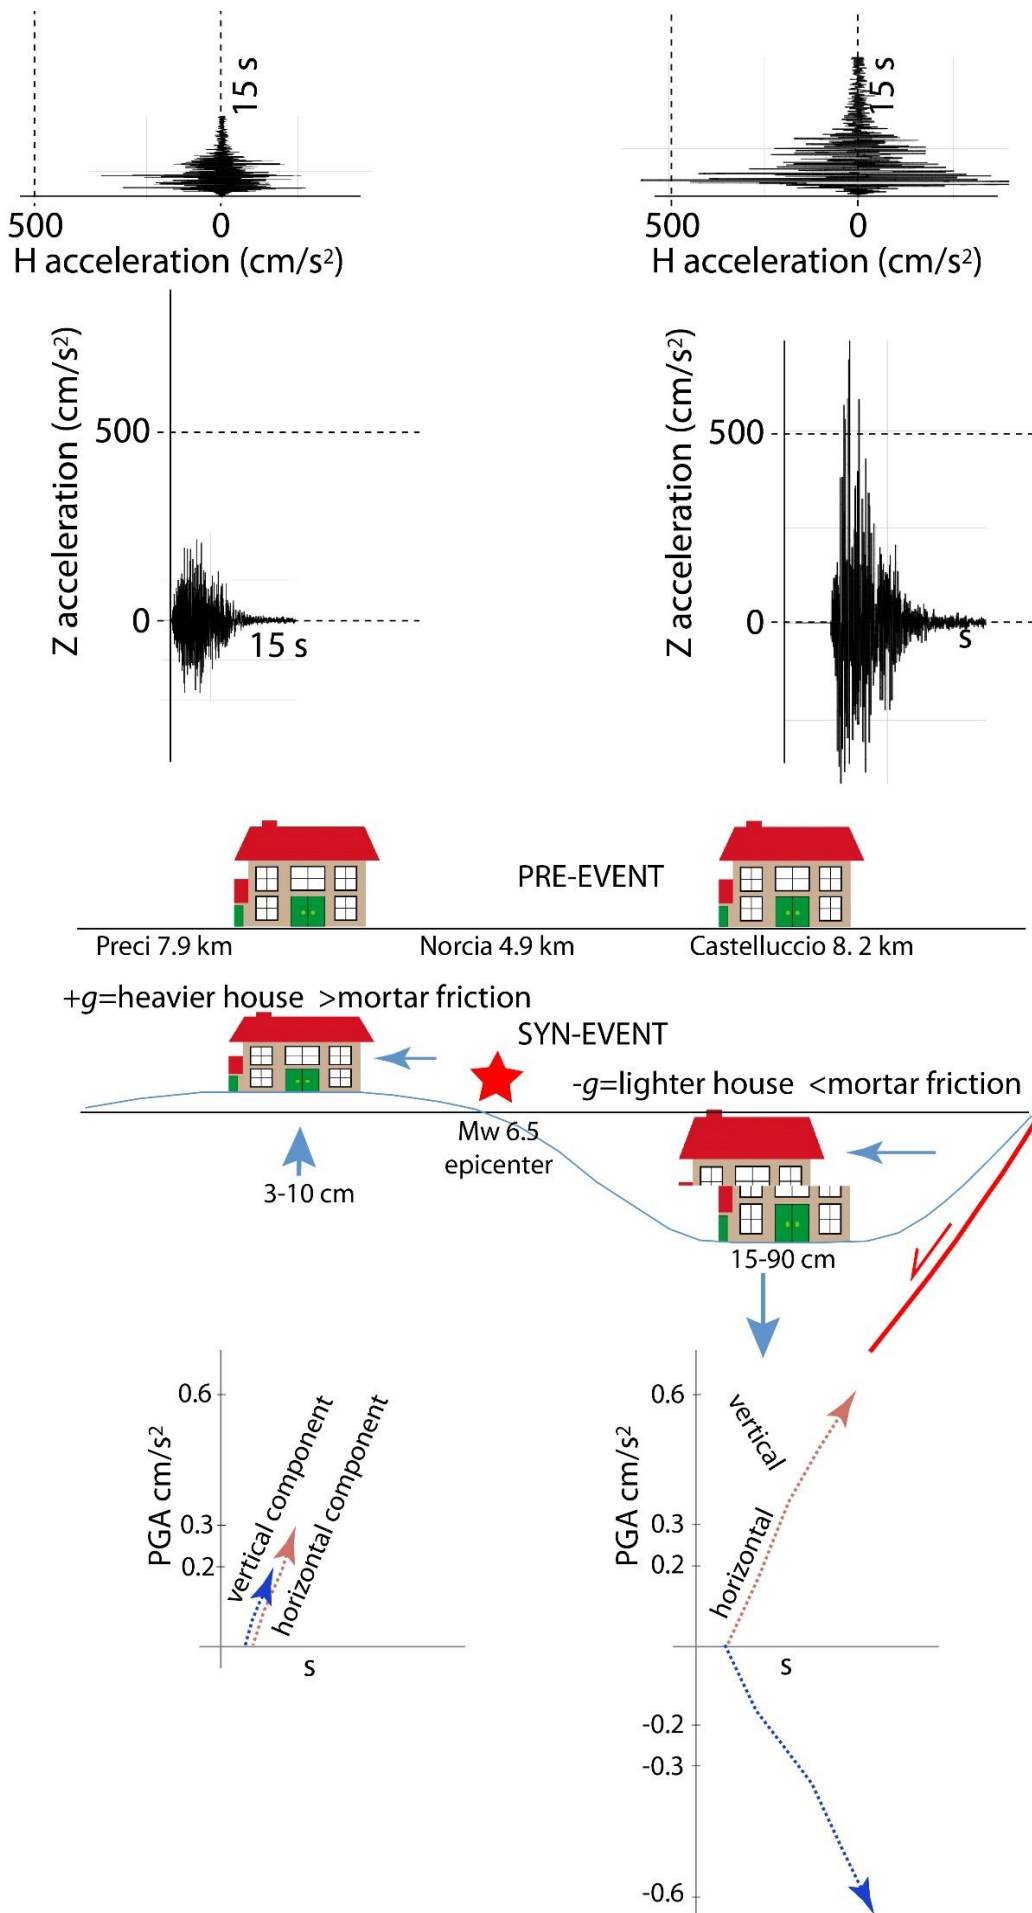 15 s
15 s
500 0
500 0
H acceleration (cm/s²)
H acceleration (cm/s²)
Z acceleration (cm/s²)
500
0
15 s
Z acceleration (cm/s²)
500
0
s
PRE-EVENT
Preci 7.9 km
Norcia 4.9 km
Castelluccio 8. 2 km
+g=heavier house >mortar friction
SYN-EVENT
-g=lighter house <mortar friction
Mw 6.5
epicenter
3-10 cm
15-90 cm
PGA cm/s²
0.6
0.3
0.2
vertical component
horizontal component
s
PGA cm/s²
0.6
0.3
0.2
vertical
horizontal
s
-0.2
-0.3
-0.6